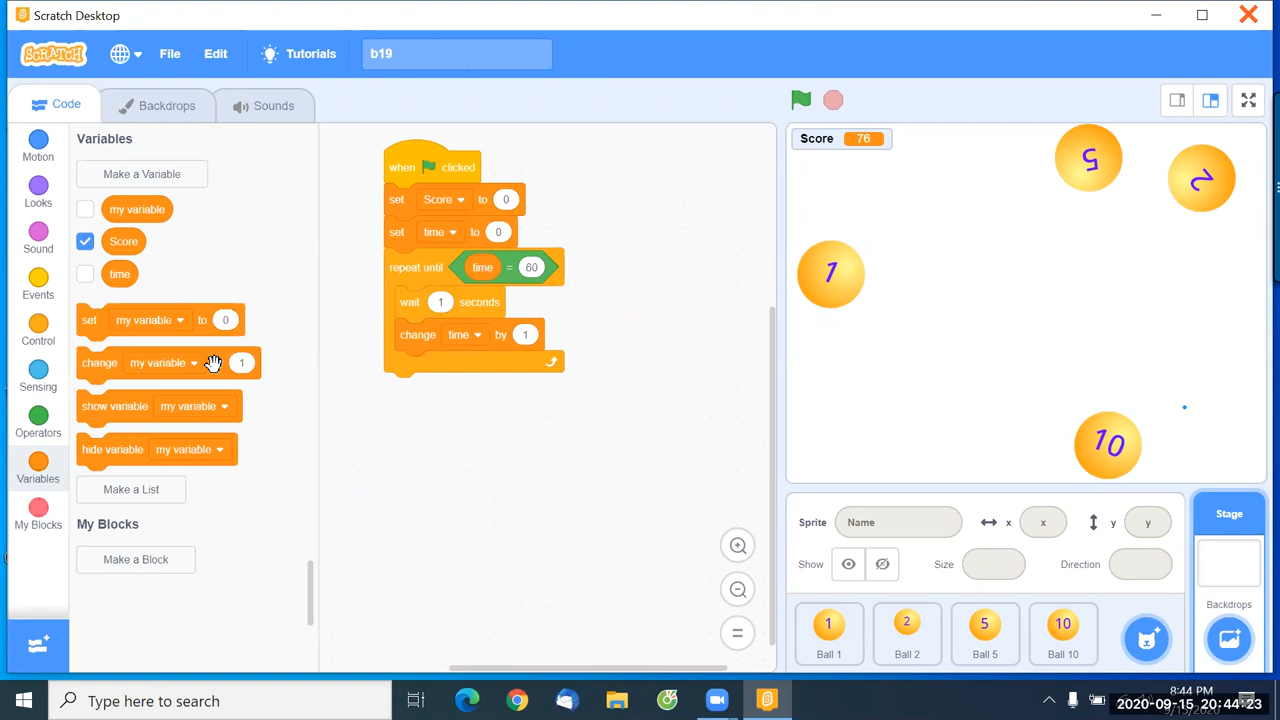 Scratch Desktop
SCRATCH
File
Edit
Tutorials
b19
Code
Backdrops
Sounds
Motion
Looks
Sound
Events
Control
Sensing
Operators
Variables
My Blocks
Variables
Make a Variable
my variable
Score
time
set my variable to 0
change my variable 1
show variable my variable
hide variable my variable
Make a List
My Blocks
Make a Block
when clicked
set Score to 0
set time to 0
repeat until time = 60
wait 1 seconds
change time by 1
Score 76
5
2
1
10
Sprite Name x x y y
Show Size Direction
1
2
5
10
Ball 1
Ball 2
Ball 5
Ball 10
Stage
Backdrops
Type here to search
8:44 PM
2020-09-15 20:44:23